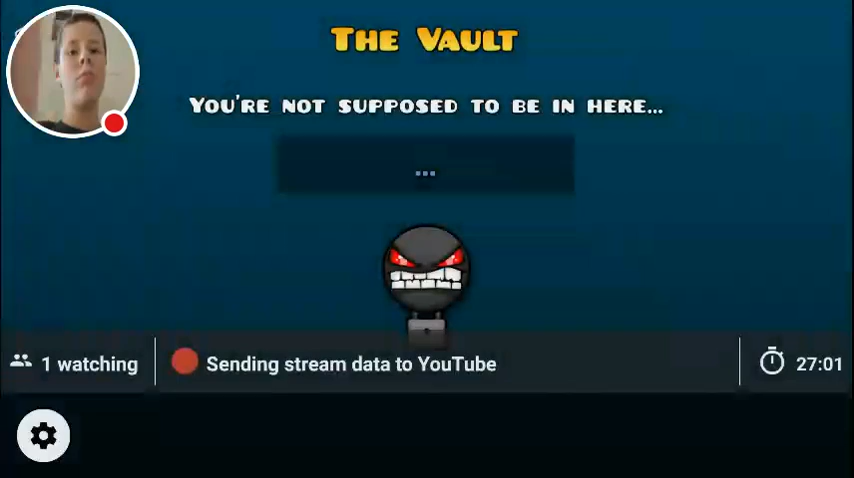 The Vault
You're not supposed to be in here...
...
1 watching
Sending stream data to YouTube
27:01